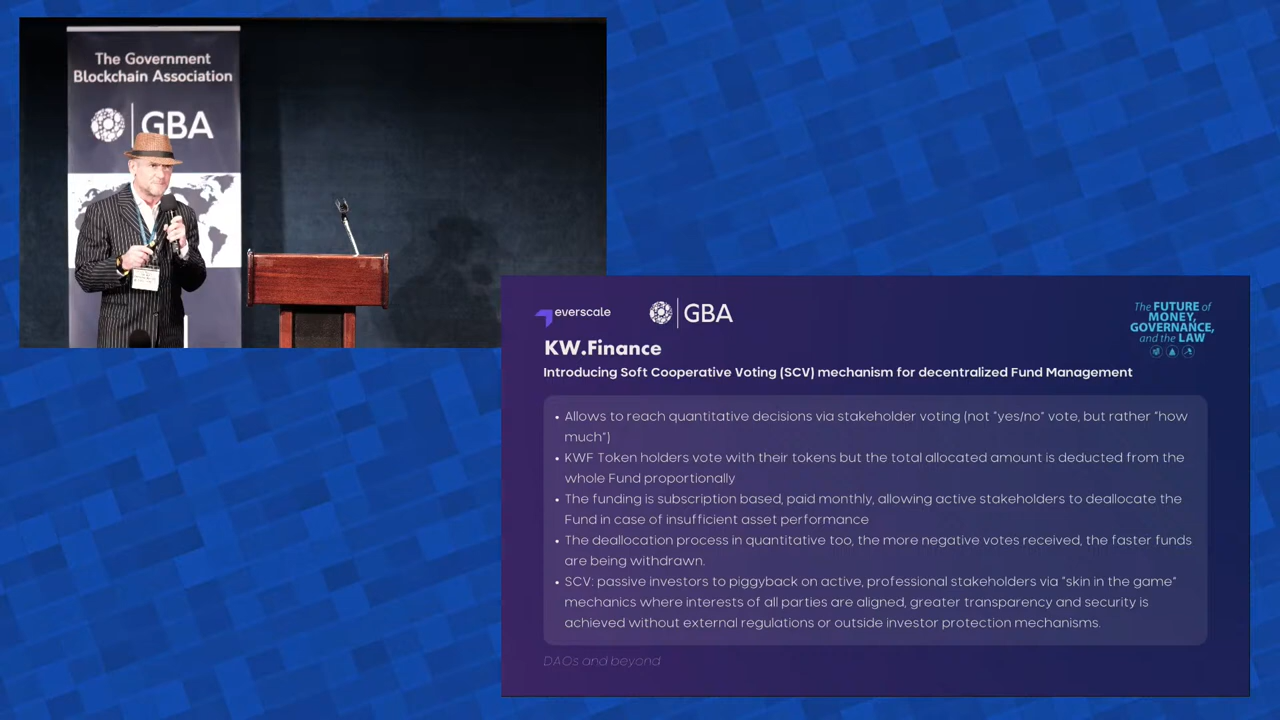 The Government
Blockchain Association
GBA
everscale
GBA
The FUTURE of
MONEY,
GOVERNANCE,
and the LAW
KW.Finance
Introducing Soft Cooperative Voting (SCV) mechanism for decentralized Fund Management
• Allows to reach quantitative decisions via stakeholder voting (not "yes/no" vote, but rather "how
much")
• KWF Token holders vote with their tokens but the total allocated amount is deducted from the
whole Fund proportionally
• The funding is subscription based, paid monthly, allowing active stakeholders to deallocate the
Fund in case of insufficient asset performance
• The deallocation process in quantitative too, the more negative votes received, the faster funds
are being withdrawn.
• SCV: passive investors to piggyback on active, professional stakeholders via "skin in the game"
mechanics where interests of all parties are aligned, greater transparency and security is
achieved without external regulations or outside investor protection mechanisms.
DAOs and beyond